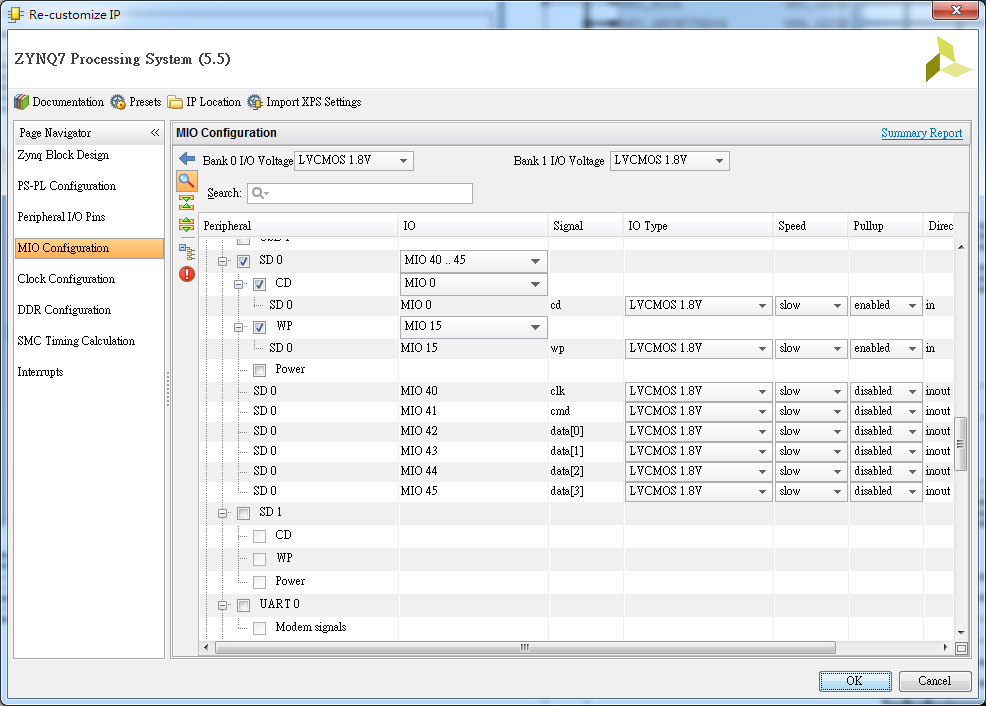 Re-customize IP
ZYNQ7 Processing System (5.5)
Documentation Presets IP Location Import XPS Settings
Page Navigator «
Zynq Block Design
PS-PL Configuration
Peripheral I/O Pins
MIO Configuration
Clock Configuration
DDR Configuration
SMC Timing Calculation
Interrupts
MIO Configuration Summary Report
Bank 0 I/O Voltage LVCMOS 1.8V Bank 1 I/O Voltage LVCMOS 1.8V
Search:
Peripheral IO Signal IO Type Speed Pullup Direc
SD 0 MIO 40 .. 45
CD MIO 0
SD 0 MIO 0 cd LVCMOS 1.8V slow enabled in
WP MIO 15
SD 0 MIO 15 wp LVCMOS 1.8V slow enabled in
Power
SD 0 MIO 40 clk LVCMOS 1.8V slow disabled inout
SD 0 MIO 41 cmd LVCMOS 1.8V slow disabled inout
SD 0 MIO 42 data[0] LVCMOS 1.8V slow disabled inout
SD 0 MIO 43 data[1] LVCMOS 1.8V slow disabled inout
SD 0 MIO 44 data[2] LVCMOS 1.8V slow disabled inout
SD 0 MIO 45 data[3] LVCMOS 1.8V slow disabled inout
SD 1
CD
WP
Power
UART 0
Modem signals
OK Cancel